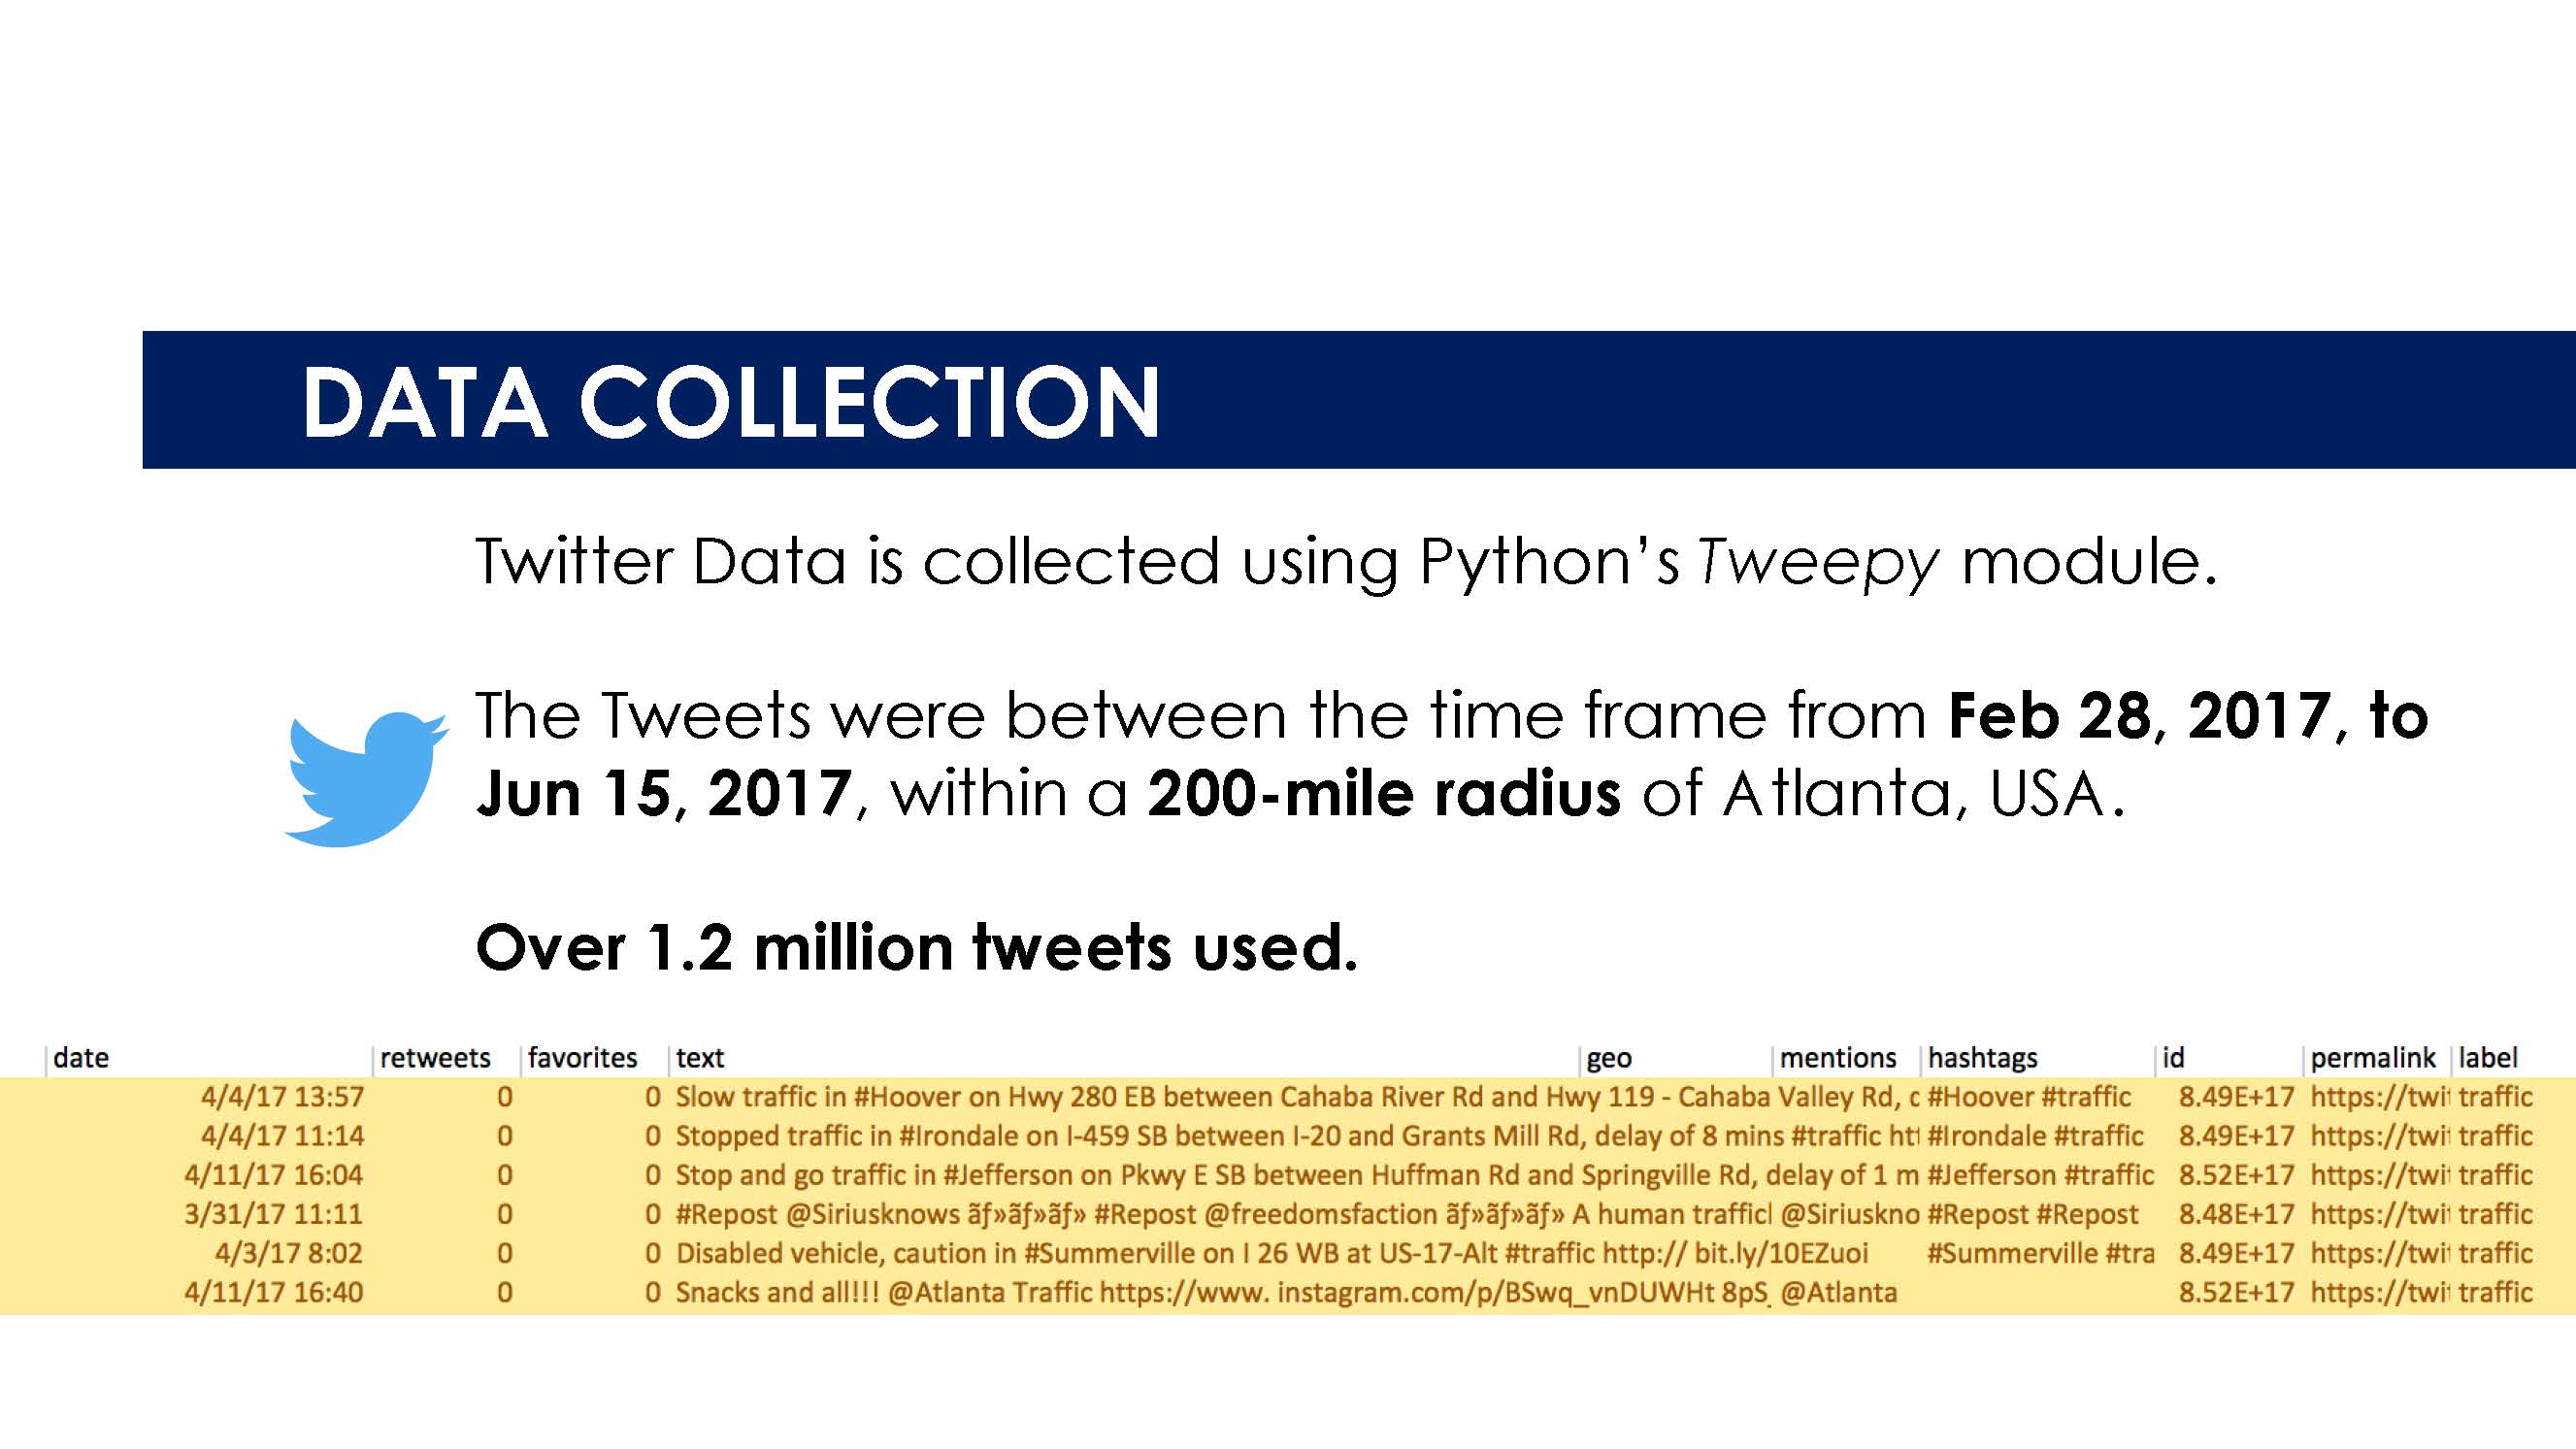 DATA COLLECTION
Twitter Data is collected using Python’s Tweepy module.
The Tweets were between the time frame from Feb 28, 2017, to
Jun 15, 2017, within a 200-mile radius of Atlanta, USA.
Over 1.2 million tweets used.
date retweets favorites text geo mentions hashtags id permalink label
4/4/17 13:57 0 0 Slow traffic in #Hoover on Hwy 280 EB between Cahaba River Rd and Hwy 119 - Cahaba Valley Rd, c #Hoover #traffic 8.49E+17 https://twit traffic
4/4/17 11:14 0 0 Stopped traffic in #Irondale on I-459 SB between I-20 and Grants Mill Rd, delay of 8 mins #traffic htt #Irondale #traffic 8.49E+17 https://twit traffic
4/11/17 16:04 0 0 Stop and go traffic in #Jefferson on Pkwy E SB between Huffman Rd and Springville Rd, delay of 1 m #Jefferson #traffic 8.52E+17 https://twit traffic
3/31/17 11:11 0 0 #Repost @Siriusknows ãƒ»ãƒ»ãƒ» #Repost @freedomsfaction ãƒ»ãƒ»ãƒ» A human traffick @Siriuskno #Repost #Repost 8.48E+17 https://twit traffic
4/3/17 8:02 0 0 Disabled vehicle, caution in #Summerville on I 26 WB at US-17-Alt #traffic http:// bit.ly/10EZuoi #Summerville #tra 8.49E+17 https://twit traffic
4/11/17 16:40 0 0 Snacks and all!!! @Atlanta Traffic https://www. instagram.com/p/BSwq_vnDUWHt 8pS_ @Atlanta 8.52E+17 https://twit traffic